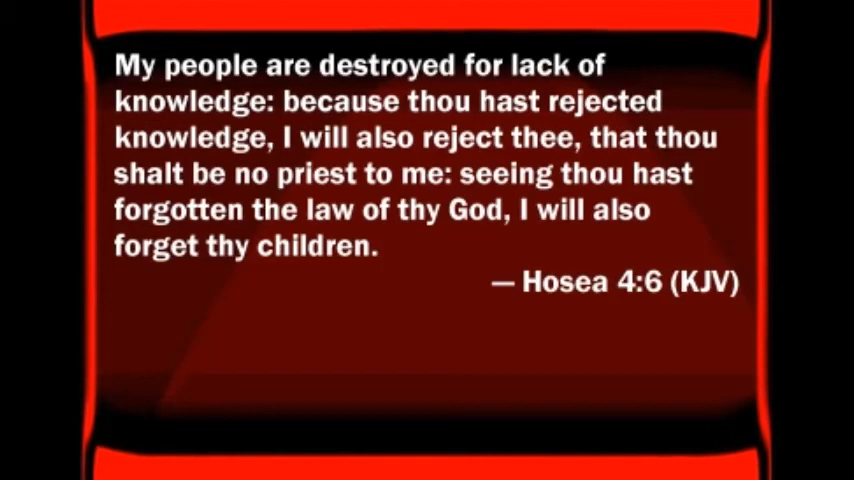 My people are destroyed for lack of
knowledge: because thou hast rejected
knowledge, I will also reject thee, that thou
shalt be no priest to me: seeing thou hast
forgotten the law of thy God, I will also
forget thy children.
— Hosea 4:6 (KJV)